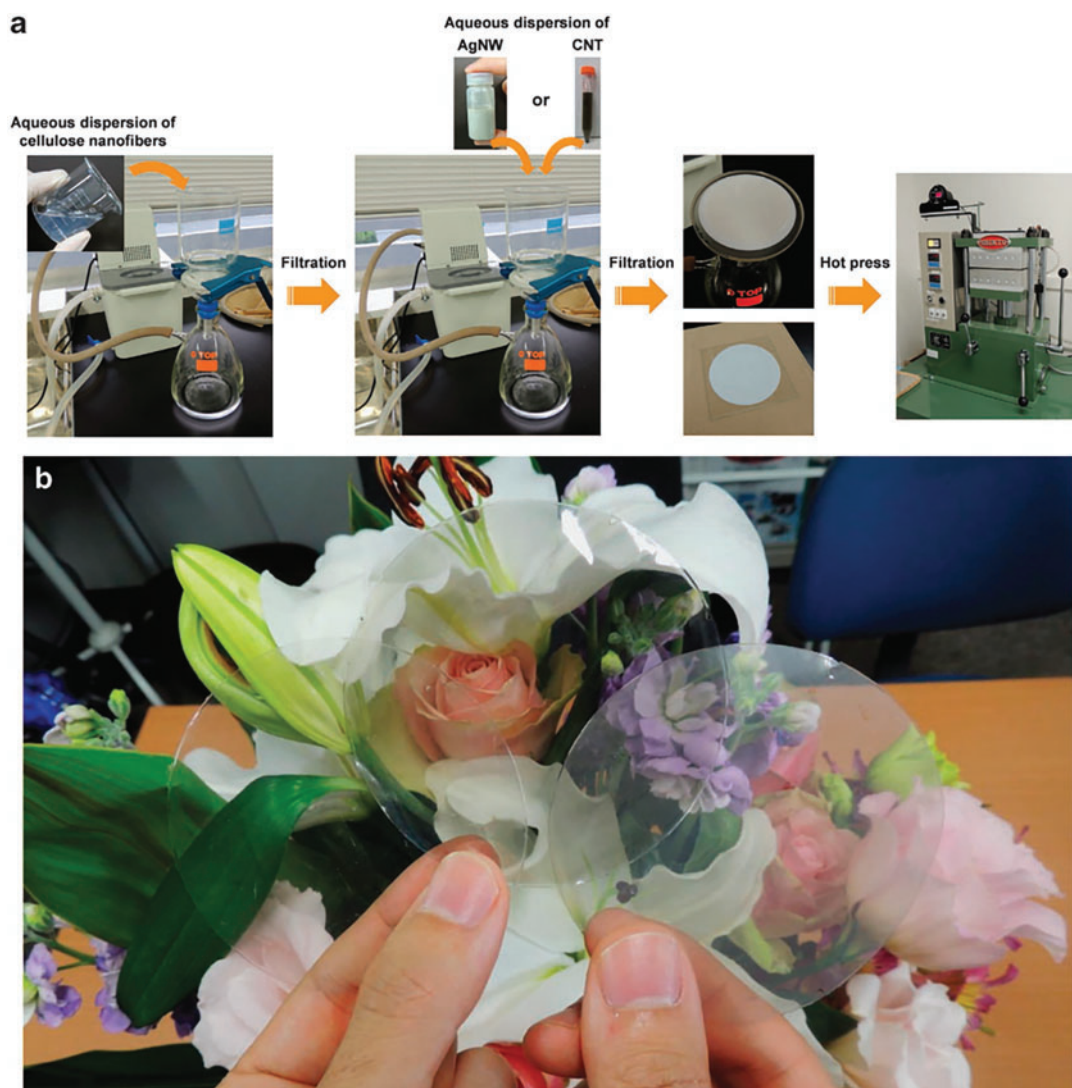 a
Aqueous dispersion of
AgNW
CNT
or
Aqueous dispersion of
cellulose nanofibers
Filtration
Filtration
Hot press
TOP
TOP
TOP
b